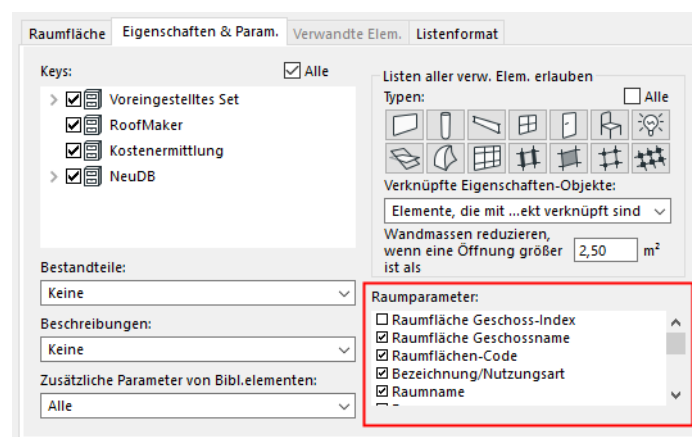 Raumfläche Eigenschaften & Param. Verwandte Elem. Listenformat
Keys: Alle
Voreingestelltes Set
RoofMaker
Kostenermittlung
NeuDB
Bestandteile:
Keine
Beschreibungen:
Keine
Zusätzliche Parameter von Bibl.elementen:
Alle
Listen aller verw. Elem. erlauben
Typen: Alle
Verknüpfte Eigenschaften-Objekte:
Elemente, die mit ...ekt verknüpft sind
Wandmassen reduzieren,
wenn eine Öffnung größer 2,50 m²
ist als
Raumparameter:
Raumfläche Geschoss-Index
Raumfläche Geschossname
Raumflächen-Code
Bezeichnung/Nutzungsart
Raumname